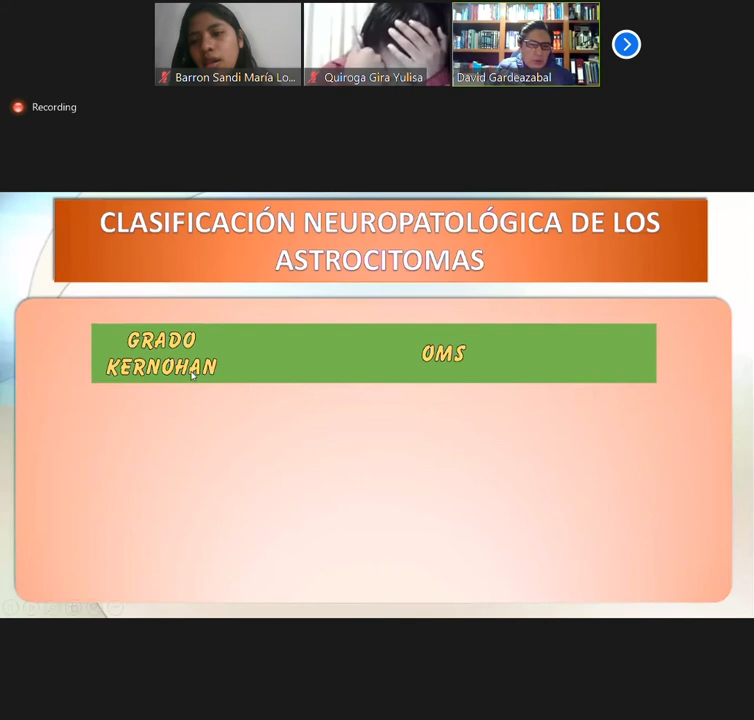 Barron Sandi María Lo...
Quiroga Gira Yulisa
David Gardeazabal
Recording
CLASIFICACIÓN NEUROPATOLÓGICA DE LOS
ASTROCITOMAS
GRADO
KERNOHAN
OMS